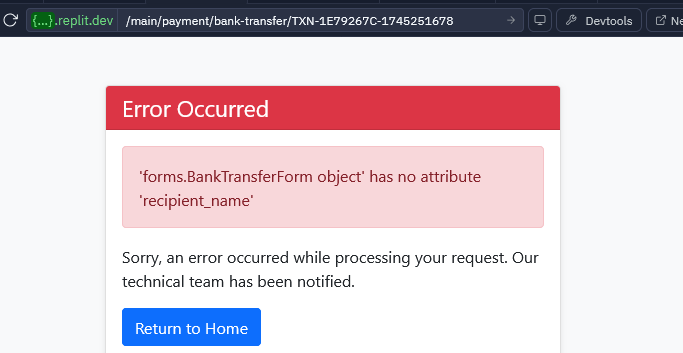 {...}.replit.dev /main/payment/bank-transfer/TXN-1E79267C-1745251678 Devtools
Error Occurred
'forms.BankTransferForm object' has no attribute
'recipient_name'
Sorry, an error occurred while processing your request. Our
technical team has been notified.
Return to Home